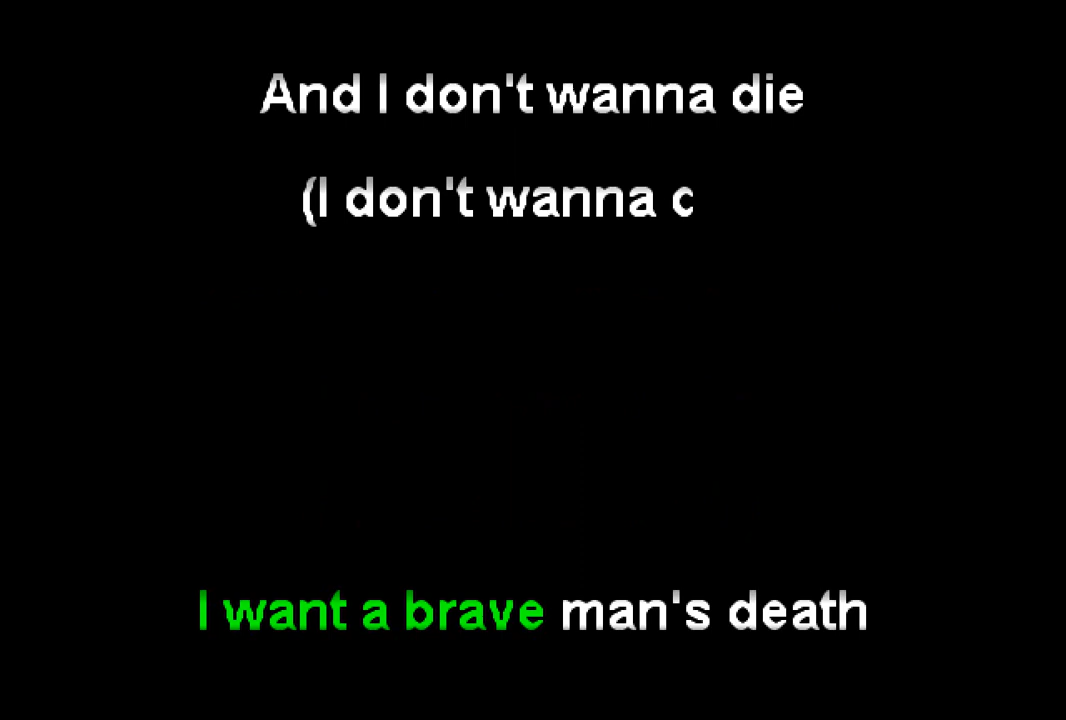 And I don't wanna die
(I don't wanna
I want a brave man's death